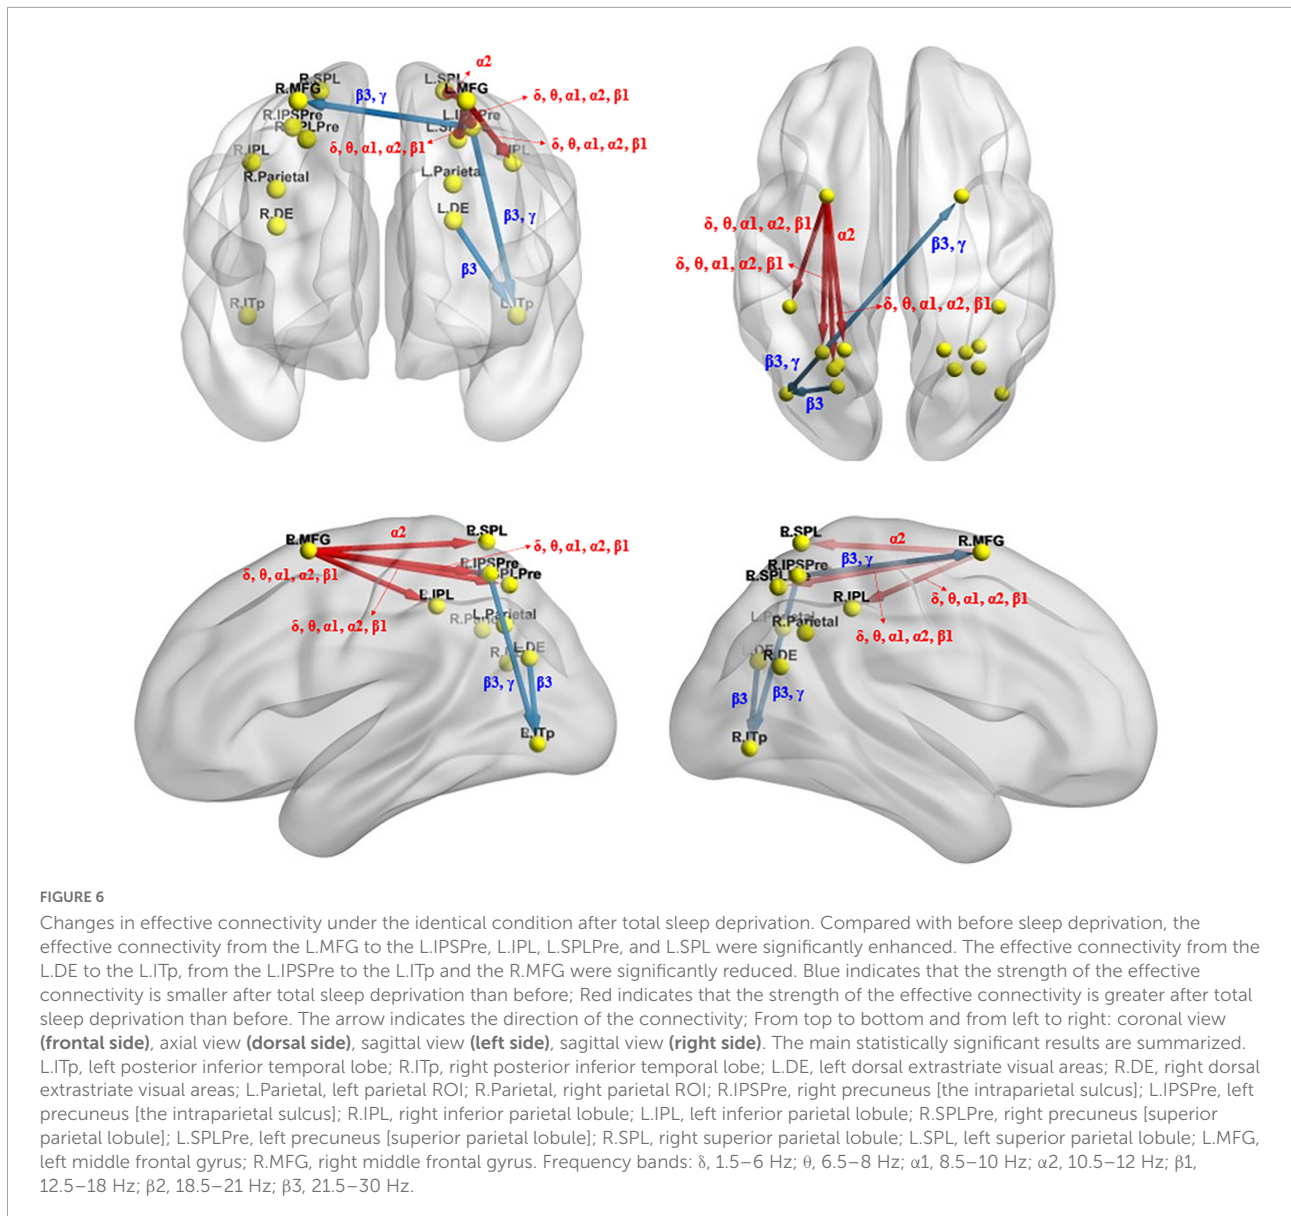 R.SPL
R.MFG
R.IPSPre
R.IPL
R.Parietal
R.DE
R.ITp
β3, γ
α2
L.SPL
L.MFG
δ, θ, α1, α2, β1
δ, θ, α1, α2, β1
δ, θ, α1, α2, β1
L.Parietal
L.DE
β3, γ
β3
L.ITp
δ, θ, α1, α2, β1
α2
β3, γ
δ, θ, α1, α2, β1
δ, θ, α1, α2, β1
β3, γ
β3
R.MFG
α2
R.SPL
δ, θ, α1, α2, β1
R.IPSPre
δ, θ, α1, α2, β1
L.IPL
δ, θ, α1, α2, β1
L.Parietal
L.DE
β3, γ
β3
R.ITp
R.SPL
α2
R.MFG
R.IPSPre
β3, γ
R.IPL
δ, θ, α1, α2, β1
L.Parietal
R.Parietal
δ, θ, α1, α2, β1
L.DE
R.DE
β3
β3, γ
R.ITp
FIGURE 6
Changes in effective connectivity under the identical condition after total sleep deprivation. Compared with before sleep deprivation, the
effective connectivity from the L.MFG to the L.IPSPre, L.IPL, L.SPLPre, and L.SPL were significantly enhanced. The effective connectivity from the
L.DE to the L.ITp, from the L.IPSPre to the L.ITp and the R.MFG were significantly reduced. Blue indicates that the strength of the effective
connectivity is smaller after total sleep deprivation than before; Red indicates that the strength of the effective connectivity is greater after total
sleep deprivation than before. The arrow indicates the direction of the connectivity; From top to bottom and from left to right: coronal view
(frontal side), axial view (dorsal side), sagittal view (left side), sagittal view (right side). The main statistically significant results are summarized.
L.ITp, left posterior inferior temporal lobe; R.ITp, right posterior inferior temporal lobe; L.DE, left dorsal extrastriate visual areas; R.DE, right dorsal
extrastriate visual areas; L.Parietal, left parietal ROI; R.Parietal, right parietal ROI; R.IPSPre, right precuneus [the intraparietal sulcus]; L.IPSPre, left
precuneus [the intraparietal sulcus]; R.IPL, right inferior parietal lobule; L.IPL, left inferior parietal lobule; R.SPLPre, right precuneus [superior
parietal lobule]; L.SPLPre, left precuneus [superior parietal lobule]; R.SPL, right superior parietal lobule; L.SPL, left superior parietal lobule; L.MFG,
left middle frontal gyrus; R.MFG, right middle frontal gyrus. Frequency bands: δ, 1.5–6 Hz; θ, 6.5–8 Hz; α1, 8.5–10 Hz; α2, 10.5–12 Hz; β1,
12.5–18 Hz; β2, 18.5–21 Hz; β3, 21.5–30 Hz.